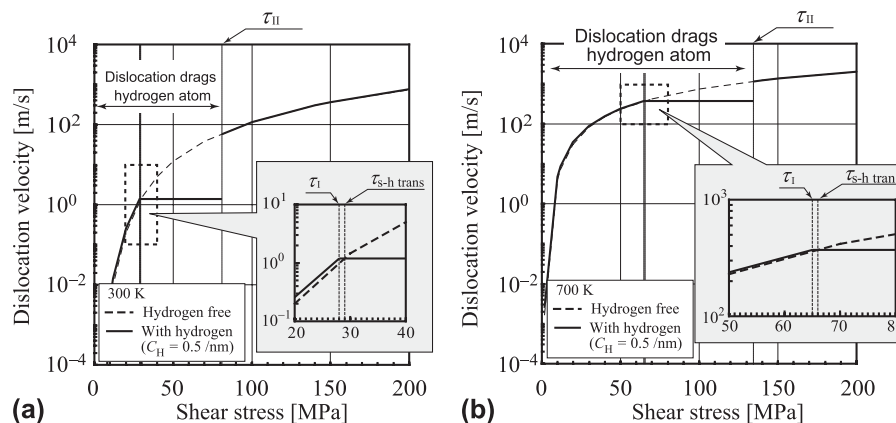 (a)
τII
Dislocation drags
hydrogen atom
Dislocation velocity [m/s]
10^4
10^2
10^0
10^-2
10^-4
τI
τs-h trans
10^1
10^0
10^-1
20
30
40
300 K
Hydrogen free
With hydrogen
(CH = 0.5 /nm)
0
50
100
150
200
Shear stress [MPa]
(b)
τII
Dislocation drags
hydrogen atom
Dislocation velocity [m/s]
10^4
10^2
10^0
10^-2
10^-4
τI
τs-h tran
10^3
10^2
50
60
70
8
700 K
Hydrogen free
With hydrogen
(CH = 0.5 /nm)
0
50
100
150
200
Shear stress [MPa]